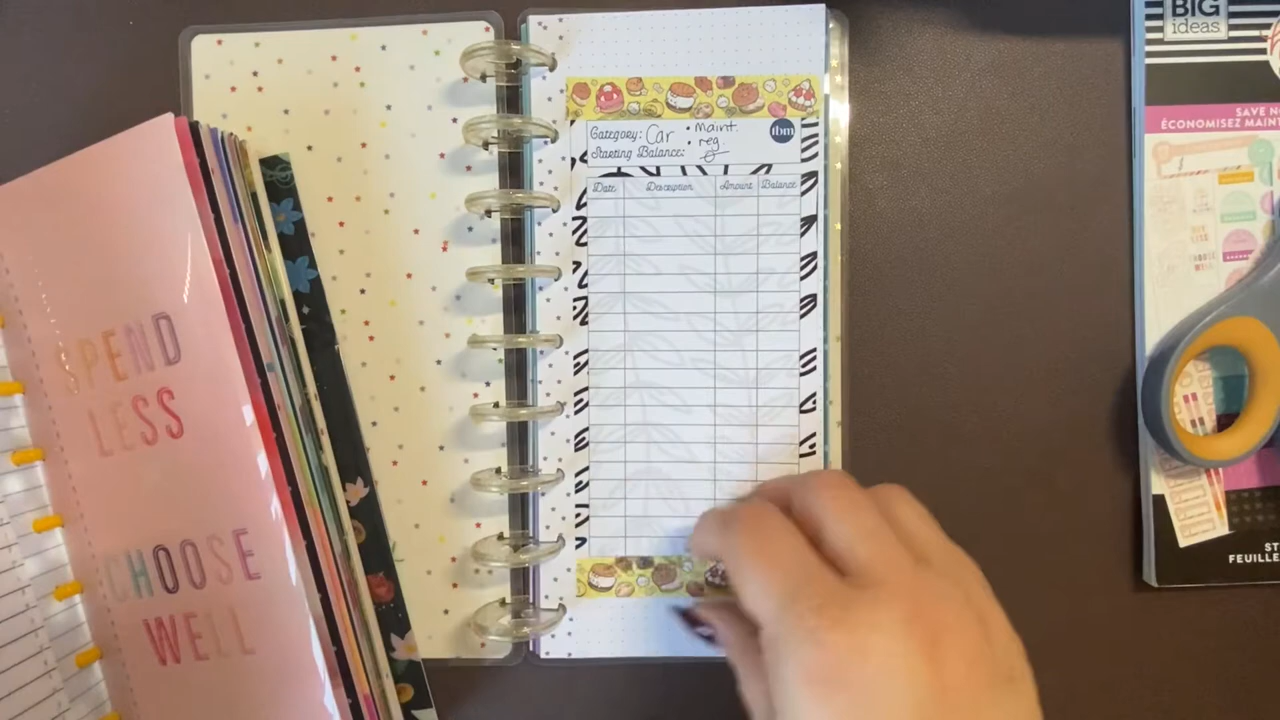 BIG
ideas
SAVE
ÉCONOMISEZ MAINT
Category: Car • maint.
• reg.
tbm
Starting Balance:
Date Description Amount Balance
SPEND
LESS
CHOOSE
WELL
ST
FEUILLE